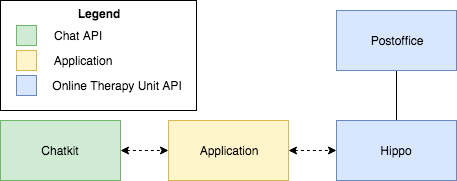 Legend
Chat API
Application
Online Therapy Unit API
Postoffice
Chatkit
Application
Hippo